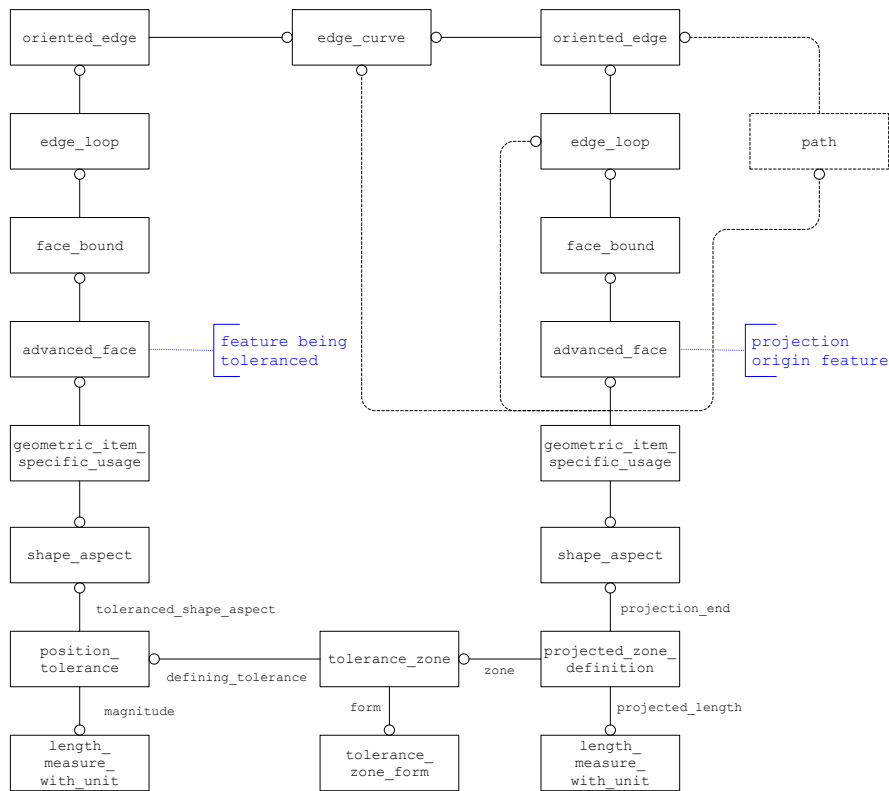 oriented_edge
edge_curve
oriented_edge
edge_loop
edge_loop
path
face_bound
face_bound
advanced_face
feature being
toleranced
advanced_face
projection
origin feature
geometric_item_
specific_usage
geometric_item_
specific_usage
shape_aspect
shape_aspect
toleranced_shape_aspect
projection_end
position_
tolerance
defining_tolerance
tolerance_zone
zone
projected_zone_
definition
magnitude
form
projected_length
length_
measure_
with_unit
tolerance_
zone_form
length_
measure_
with_unit